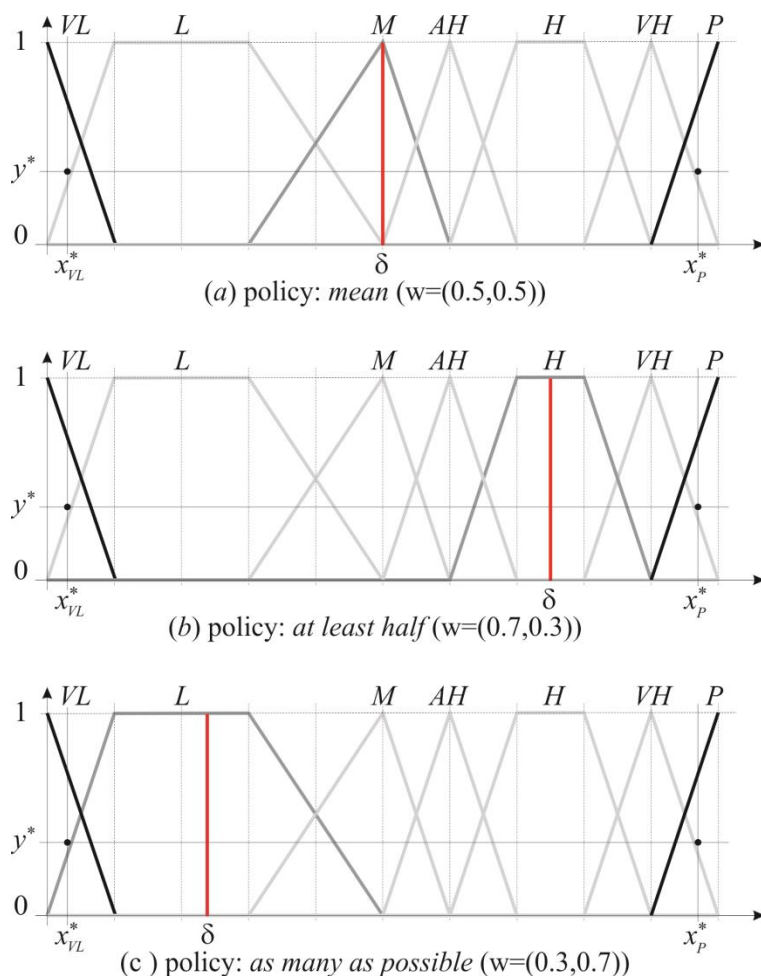 VL L M AH H VH P
1
y*
0
x*VL δ x*P
(a) policy: mean (w=(0.5,0.5))
VL L M AH H VH P
1
y*
0
x*VL δ x*P
(b) policy: at least half (w=(0.7,0.3))
VL L M AH H VH P
1
y*
0
x*VL δ x*P
(c ) policy: as many as possible (w=(0.3,0.7))